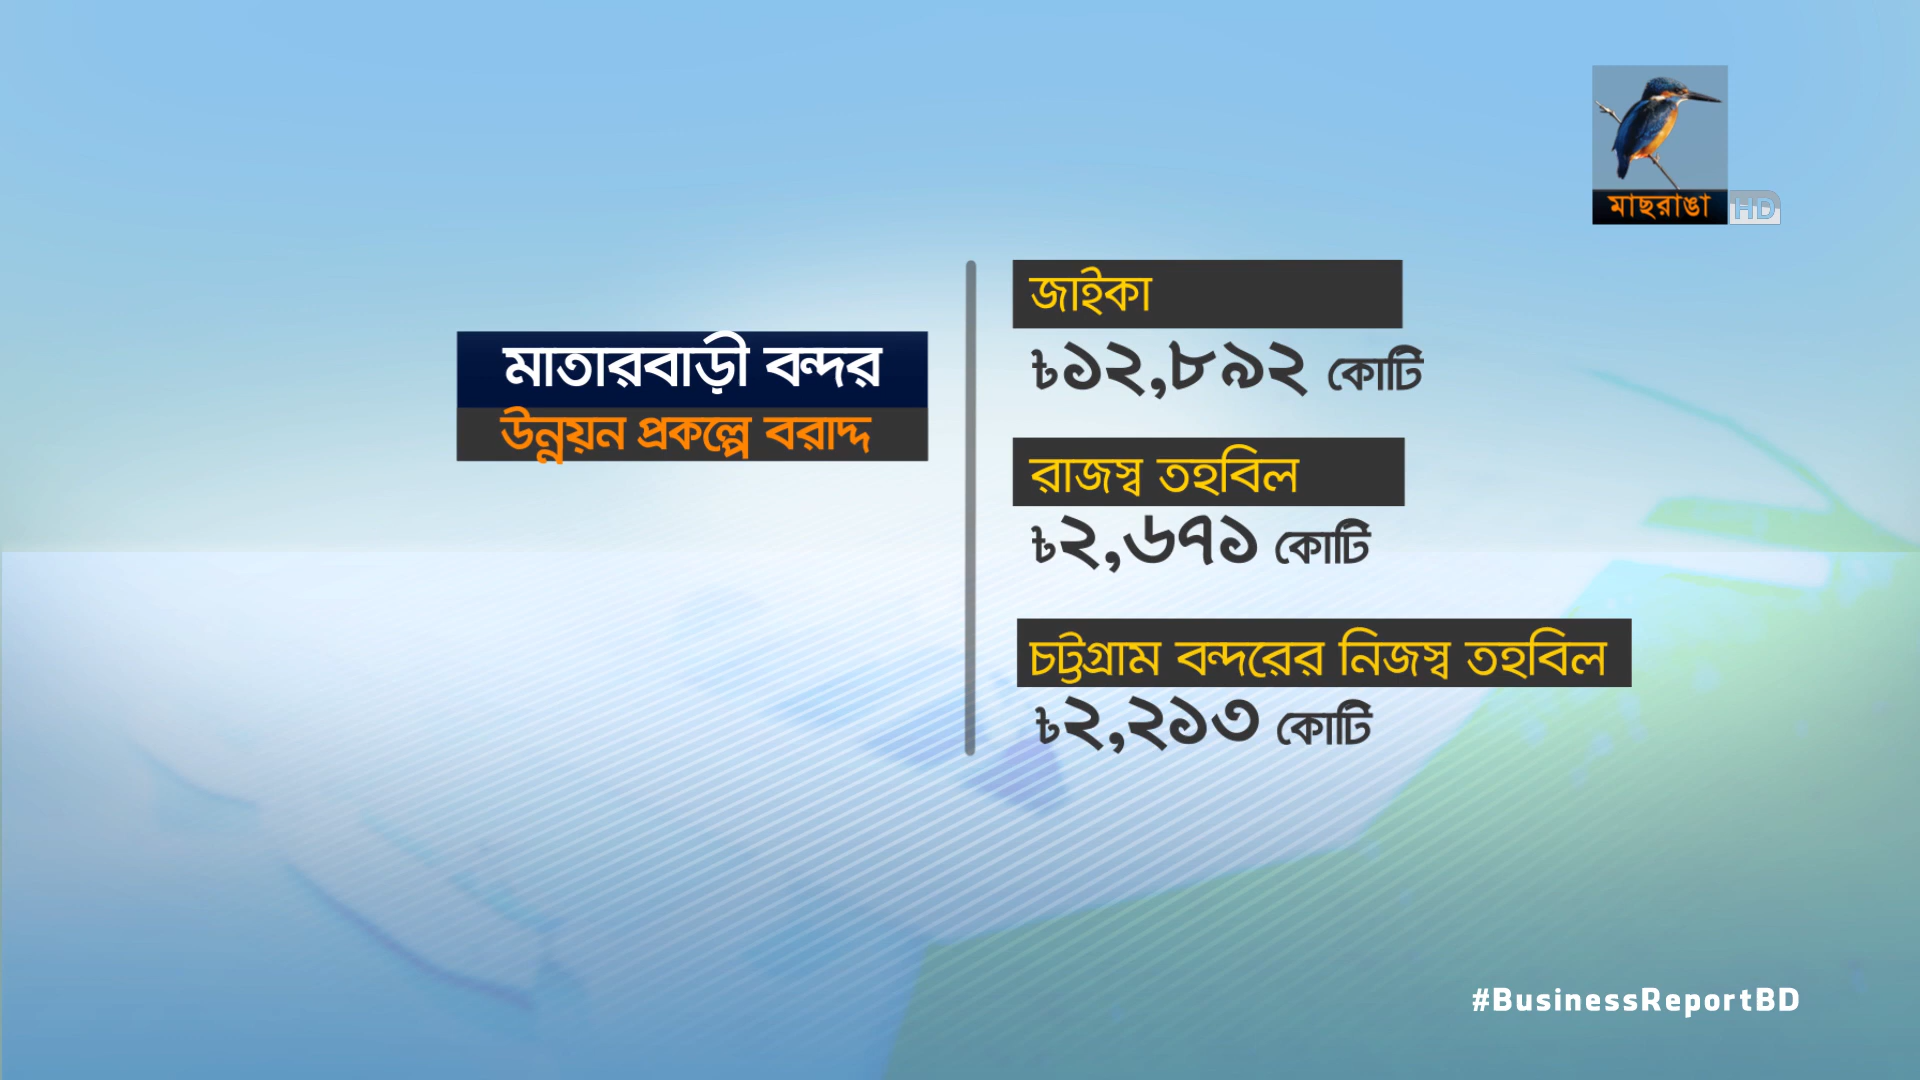 মাছরাঙা HD
মাতারবাড়ী বন্দর
উন্নয়ন প্রকল্পে বরাদ্দ
জাইকা
৳১২,৮৯২ কোটি
রাজস্ব তহবিল
৳২,৬৭১ কোটি
চট্টগ্রাম বন্দরের নিজস্ব তহবিল
৳২,২১৩ কোটি
#BusinessReportBD